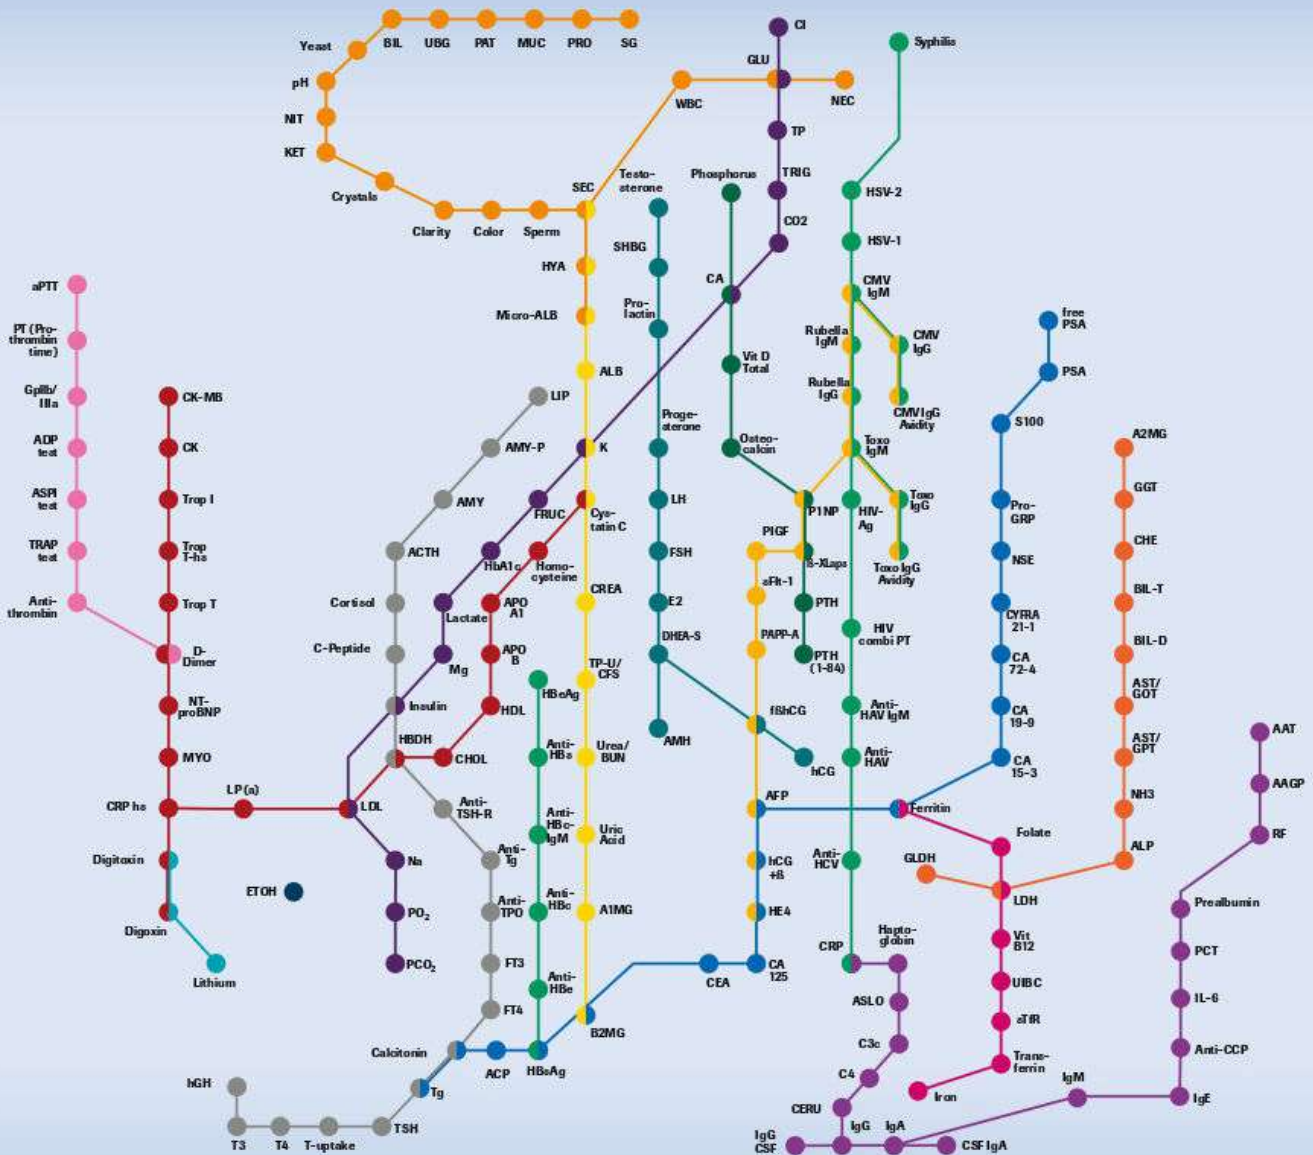 BIL
UBG
PAT
MUC
PRO
SG
Yeast
pH
NIT
KET
Crystals
Clarity
Color
Sperm
SEC
WBC
GLU
NEC
CI
TP
TRIG
CO2
Syphilis
HSV-2
HSV-1
CMV
IgM
CMV
IgG
CMV IgG
Avidity
Rubella
IgM
Rubella
IgG
Toxo
IgM
Toxo
IgG
Toxo IgG
Avidity
HIV-
Ag
HIV
combi PT
Anti-
HAV IgM
Anti-
HAV
Anti-
HCV
CRP
Hapto-
globin
ASLO
C3c
C4
CERU
IgG
CSF
IgG
IgA
CSF IgA
IgM
IgE
Anti-CCP
IL-6
PCT
Prealbumin
RF
AAGP
AAT
HYA
Micro-ALB
ALB
K
Cys-
tatin C
CREA
TP-U/
CFS
Urea/
BUN
Uric
Acid
A1MG
B2MG
Testo-
sterone
SHBG
Pro-
lactin
Proge-
sterone
LH
FSH
E2
DHEA-S
AMH
fßhCG
hCG
Phosphorus
CA
Vit D
Total
Osteo-
calcin
P1NP
ß-XLaps
PTH
PTH
(1-84)
PIGF
sFlt-1
PAPP-A
AFP
hCG
+ß
HE4
CA
125
CEA
free
PSA
PSA
S100
Pro-
GRP
NSE
CYFRA
21-1
CA
72-4
CA
19-9
CA
15-3
Ferritin
Folate
GLDH
LDH
Vit
B12
UIBC
sTfR
Trans-
ferrin
Iron
A2MG
GGT
CHE
BIL-T
BIL-D
AST/
GOT
AST/
GPT
NH3
ALP
aPTT
PT (Pro-
thrombin
time)
GpIIb/
IIIa
ADP
test
ASPI
test
TRAP
test
Anti-
thrombin
CK-MB
CK
Trop I
Trop
T-hs
Trop T
D-
Dimer
NT-
proBNP
MYO
CRP hs
LP (a)
LDL
Digitoxin
Digoxin
Lithium
ETOH
LIP
AMY-P
AMY
ACTH
Cortisol
C-Peptide
Insulin
HBDH
CHOL
HDL
APO
B
APO
A1
Homo-
cysteine
FRUC
HbA1c
Lactate
Mg
Na
PO₂
PCO₂
Anti-
TSH-R
Anti-
Tg
Anti-
TPO
FT3
FT4
Calcitonin
Tg
TSH
T-uptake
T4
T3
hGH
ACP
HBsAg
HBeAg
Anti-
HBs
Anti-
HBc-
IgM
Anti-
HBc
Anti-
HBe